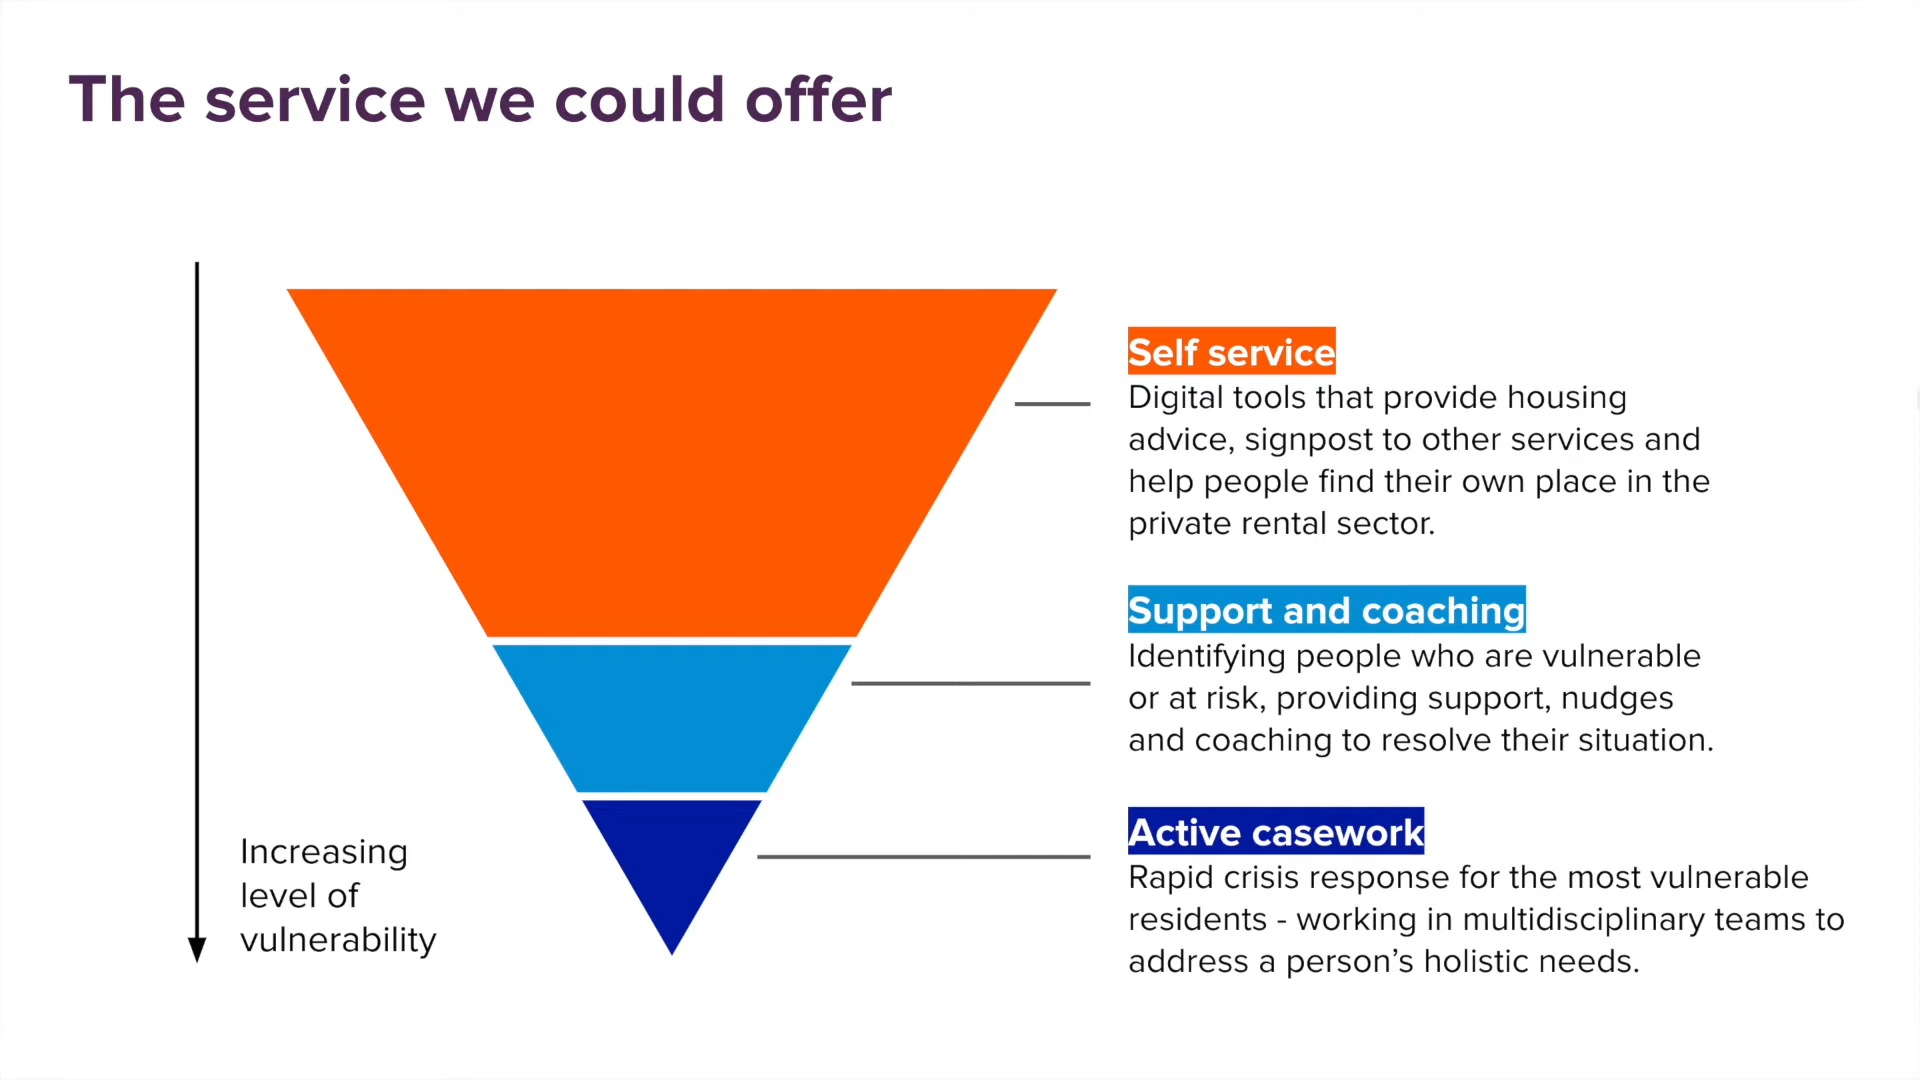 The service we could offer
Self service
Digital tools that provide housing
advice, signpost to other services and
help people find their own place in the
private rental sector.
Support and coaching
Identifying people who are vulnerable
or at risk, providing support, nudges
and coaching to resolve their situation.
Active casework
Rapid crisis response for the most vulnerable
residents - working in multidisciplinary teams to
address a person’s holistic needs.
Increasing
level of
vulnerability